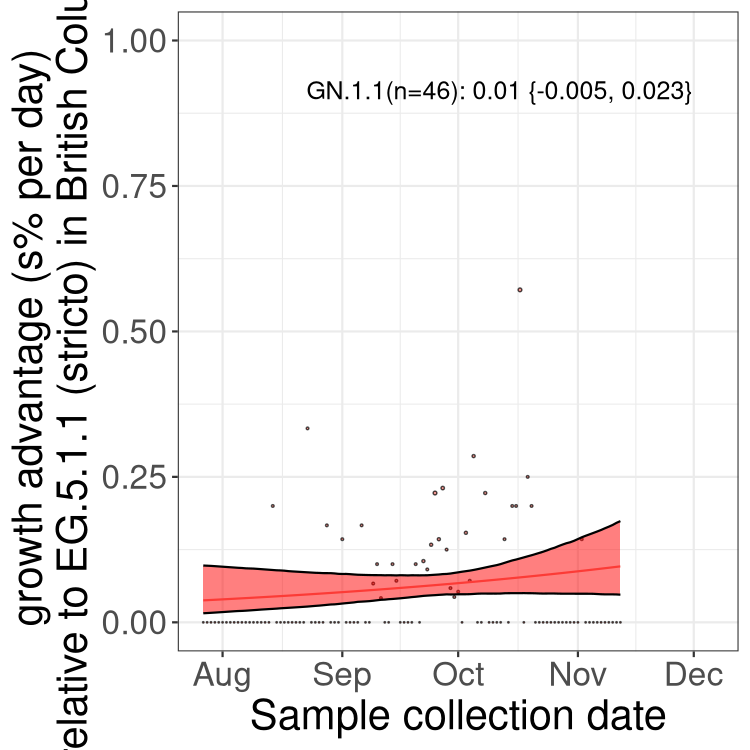 growth advantage (s% per day)
relative to EG.5.1.1 (stricto) in British Colu
1.00
0.75
0.50
0.25
0.00
GN.1.1(n=46): 0.01 {-0.005, 0.023}
Aug Sep Oct Nov Dec
Sample collection date